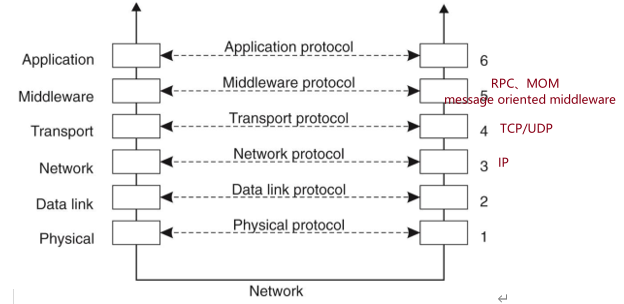 Application Application protocol 6
Middleware Middleware protocol 5 RPC、MOM
message oriented middleware
Transport Transport protocol 4 TCP/UDP
Network Network protocol 3 IP
Data link Data link protocol 2
Physical Physical protocol 1
Network